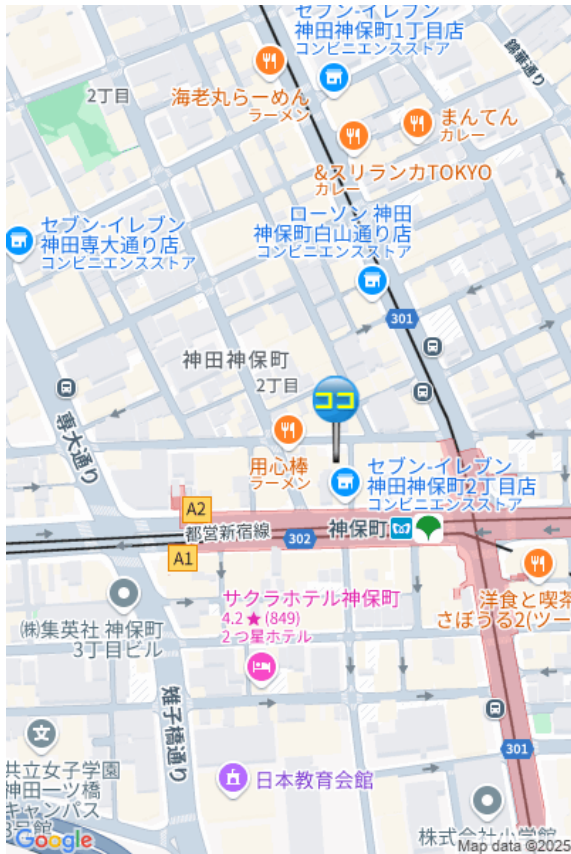 セブン-イレブン
神田神保町1丁目店
コンビニエンスストア
錦華通り
2丁目
海老丸らーめん
ラーメン
まんてん
カレー
&スリランカTOKYO
カレー
セブン-イレブン
神田専大通り店
コンビニエンスストア
ローソン 神田
神保町白山通り店
コンビニエンスストア
301
神田神保町
2丁目
ココ
専大通り
用心棒
ラーメン
セブン-イレブン
神田神保町2丁目店
コンビニエンスストア
A2
都営新宿線
302
神保町
A1
洋食と喫茶
さぼうる2(ツー
サクラホテル神保町
4.2★(849)
2つ星ホテル
㈱集英社 神保町
3丁目ビル
雉子橋通り
301
共立女子学園
神田一ツ橋
キャンパス
3号館
日本教育会館
株式会社小学館
Google
Map data ©2025